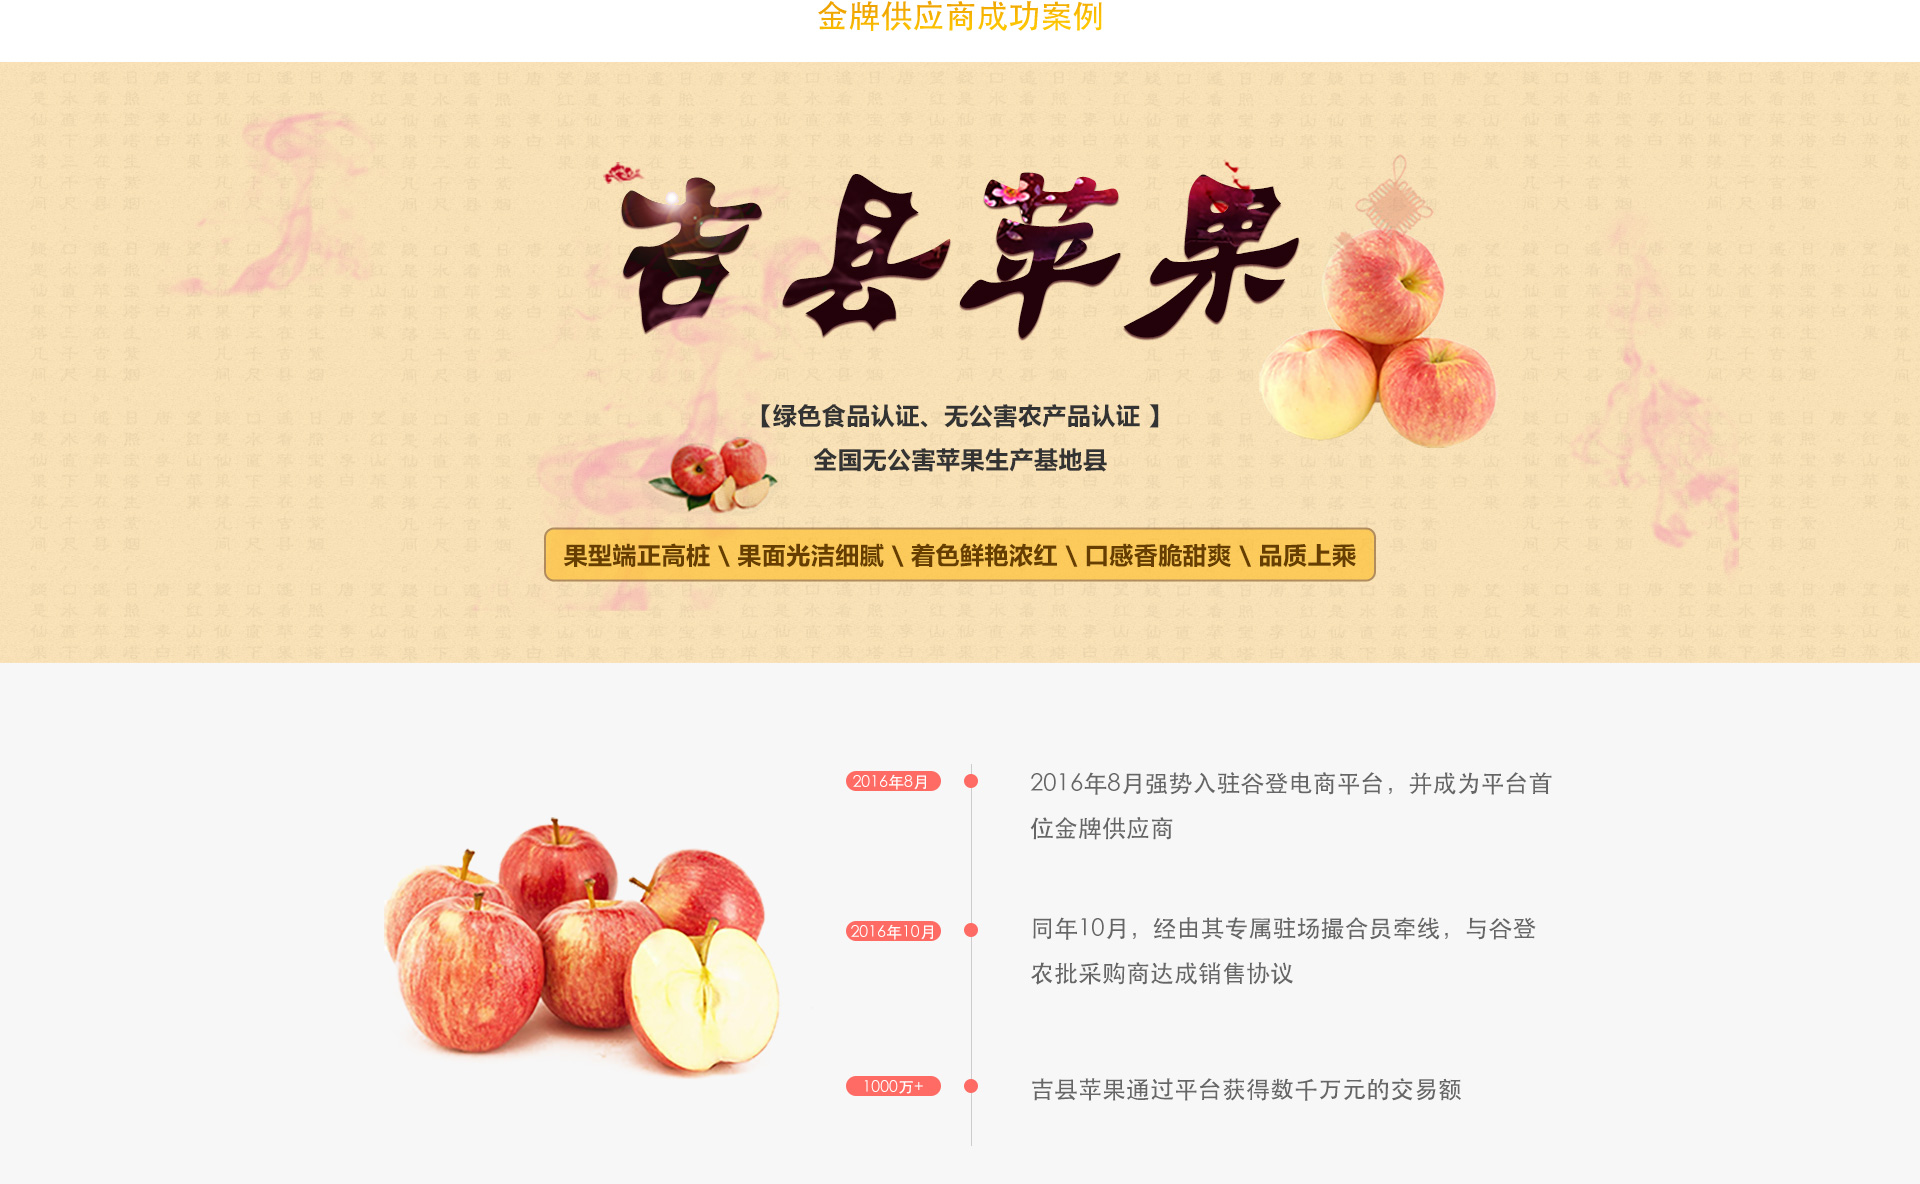 金牌供应商成功案例
吉县苹果
【绿色食品认证、无公害农产品认证 】
全国无公害苹果生产基地县
果型端正高桩 \ 果面光洁细腻 \ 着色鲜艳浓红 \ 口感香脆甜爽 \ 品质上乘
2016年8月
2016年8月强势入驻谷登电商平台，并成为平台首
位金牌供应商
2016年10月
同年10月，经由其专属驻场撮合员牵线，与谷登
农批采购商达成销售协议
1000万+
吉县苹果通过平台获得数千万元的交易额